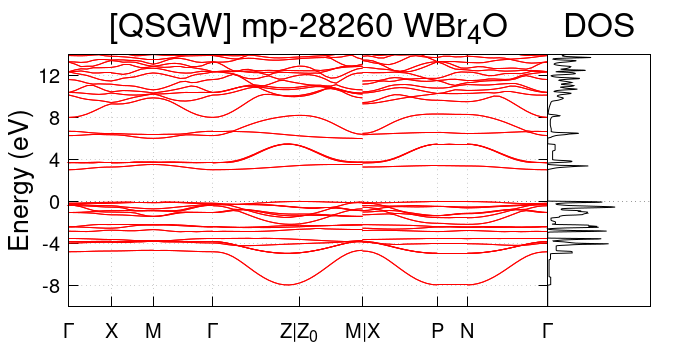 [QSGW] mp-28260 WBr4O DOS
Energy (eV)
12
8
4
0
-4
-8
Γ X M Γ Z|Z0 M|X P N Γ